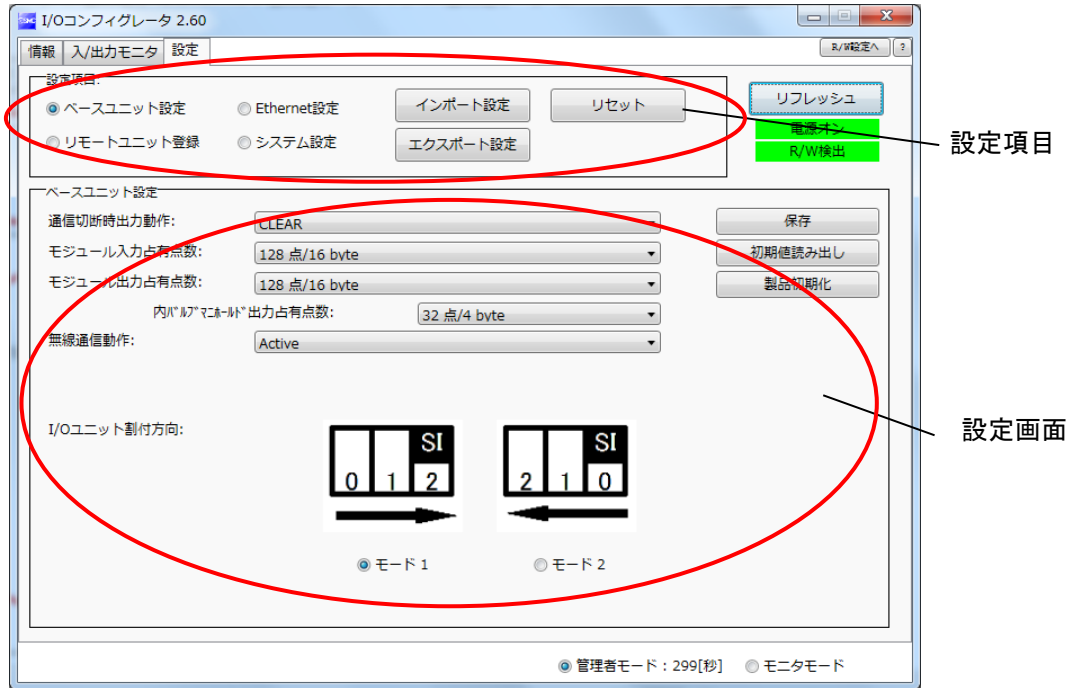 I/Oコンフィグレータ 2.60
情報 入/出力モニタ 設定 R/W設定へ ?
設定項目:
ベースユニット設定 Ethernet設定 インポート設定 リセット リフレッシュ
電源オン
リモートユニット登録 システム設定 エクスポート設定 R/W検出
設定項目
ベースユニット設定
通信切断時出力動作: CLEAR 保存
モジュール入力占有点数: 128 点/16 byte 初期値読み出し
モジュール出力占有点数: 128 点/16 byte 製品初期化
内ﾊﾞﾙﾌﾞﾏﾆﾎｰﾙﾄﾞ出力占有点数: 32 点/4 byte
無線通信動作: Active
設定画面
I/Oユニット割付方向:
SI SI
0 1 2 2 1 0
モード 1 モード 2
管理者モード：299[秒] モニタモード